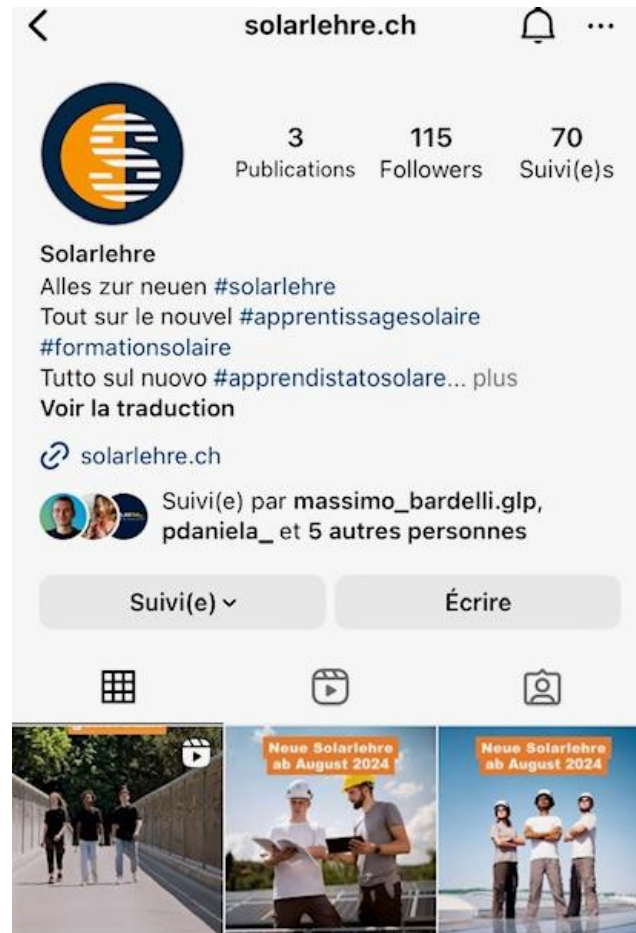 solarlehre.ch
3
115
70
Publications
Followers
Suivi(e)s
Solarlehre
Alles zur neuen #solarlehre
Tout sur le nouvel #apprentissagesolaire
#formationsolaire
Tutto sul nuovo #apprendistatosolare... plus
Voir la traduction
solarlehre.ch
Suivi(e) par massimo_bardelli.glp,
pdaniela_ et 5 autres personnes
Suivi(e)
Écrire
Neue Solarlehre
ab August 2024
Neue Solarlehre
ab August 2024